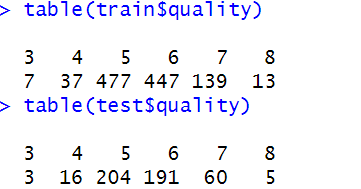 > table(train$quality)
3 4 5 6 7 8
7 37 477 447 139 13
> table(test$quality)
3 4 5 6 7 8
3 16 204 191 60 5